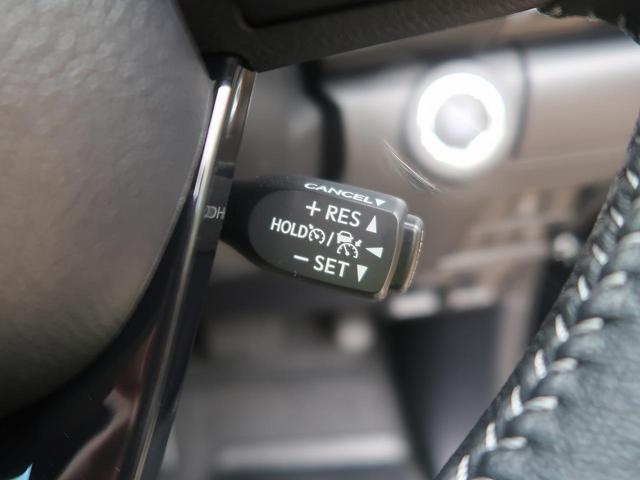 CANCEL▼
+RES▲
HOLD / ◀
−SET▼